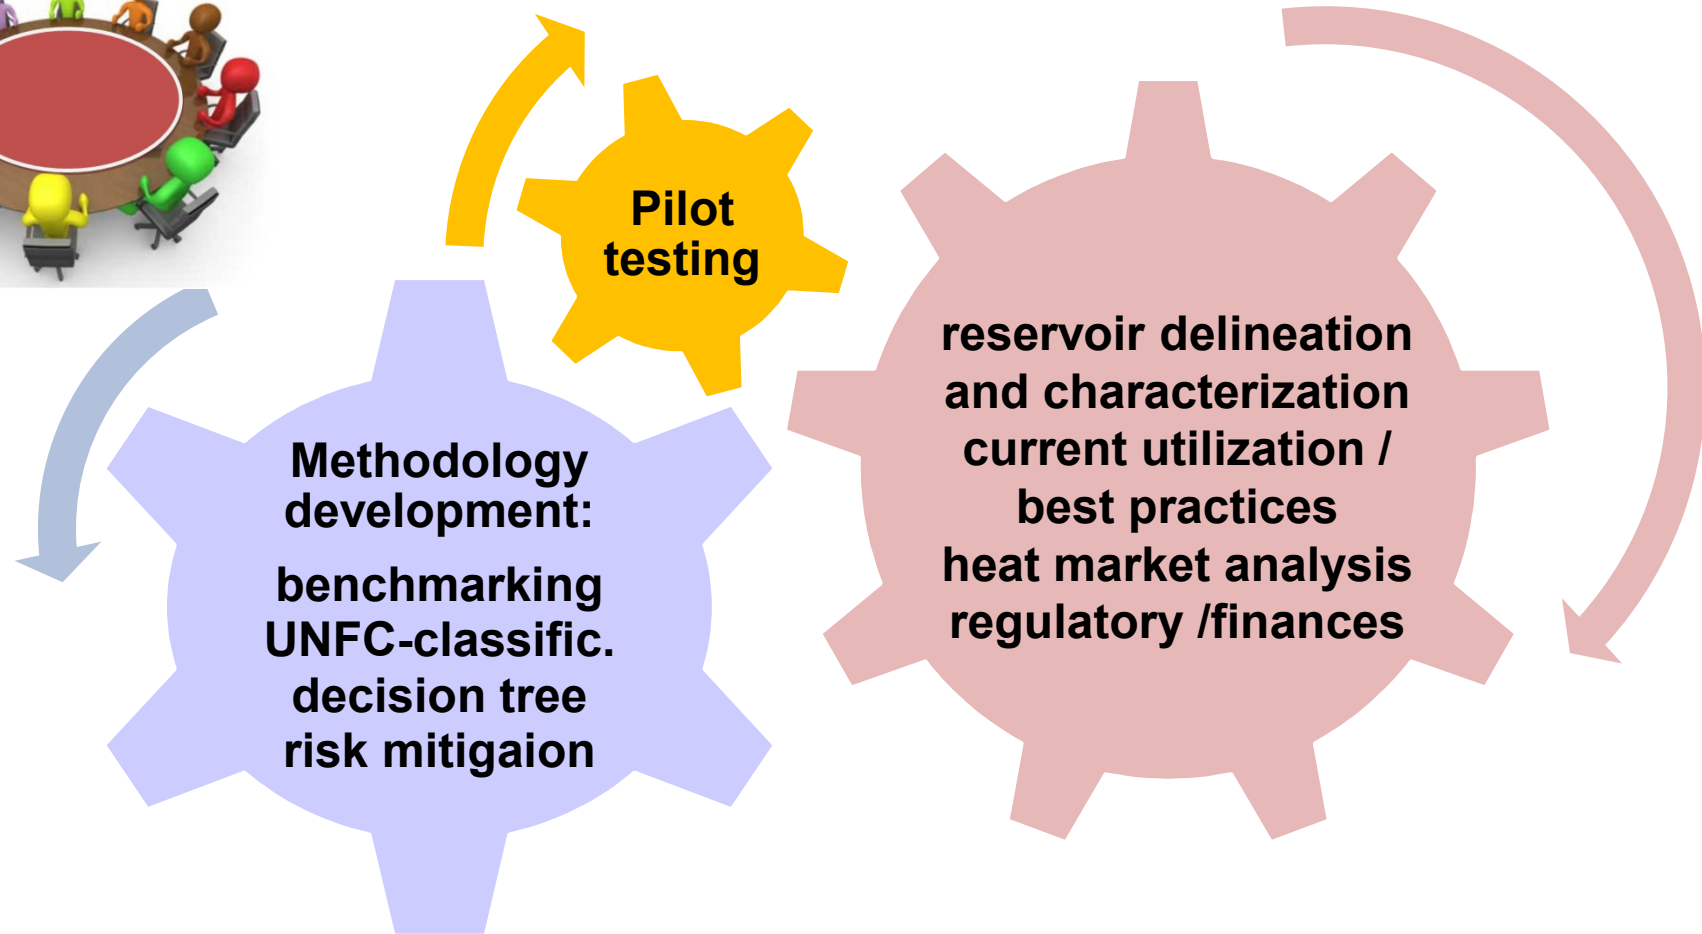 Pilot
testing
Methodology
development:
benchmarking
UNFC-classific.
decision tree
risk mitigaion
reservoir delineation
and characterization
current utilization /
best practices
heat market analysis
regulatory /finances